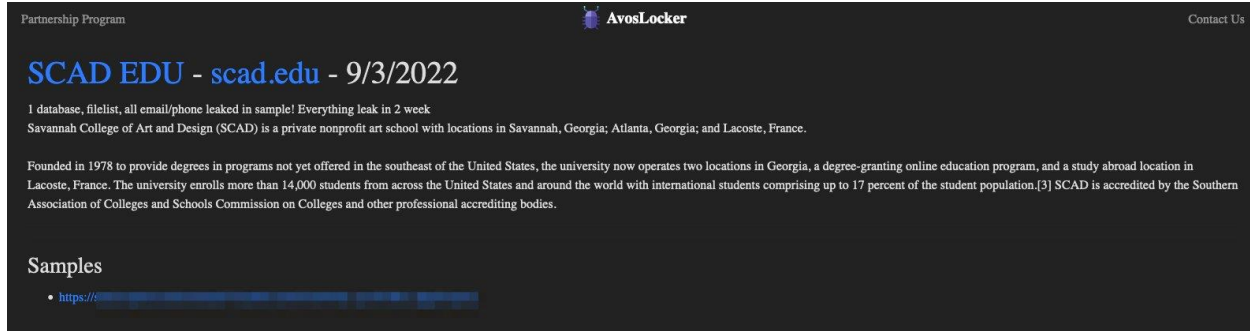 Partnership Program
AvosLocker
Contact Us
SCAD EDU - scad.edu - 9/3/2022
1 database, filelist, all email/phone leaked in sample! Everything leak in 2 week
Savannah College of Art and Design (SCAD) is a private nonprofit art school with locations in Savannah, Georgia; Atlanta, Georgia; and Lacoste, France.
Founded in 1978 to provide degrees in programs not yet offered in the southeast of the United States, the university now operates two locations in Georgia, a degree-granting online education program, and a study abroad location in
Lacoste, France. The university enrolls more than 14,000 students from across the United States and around the world with international students comprising up to 17 percent of the student population.[3] SCAD is accredited by the Southern
Association of Colleges and Schools Commission on Colleges and other professional accrediting bodies.
Samples
• https://